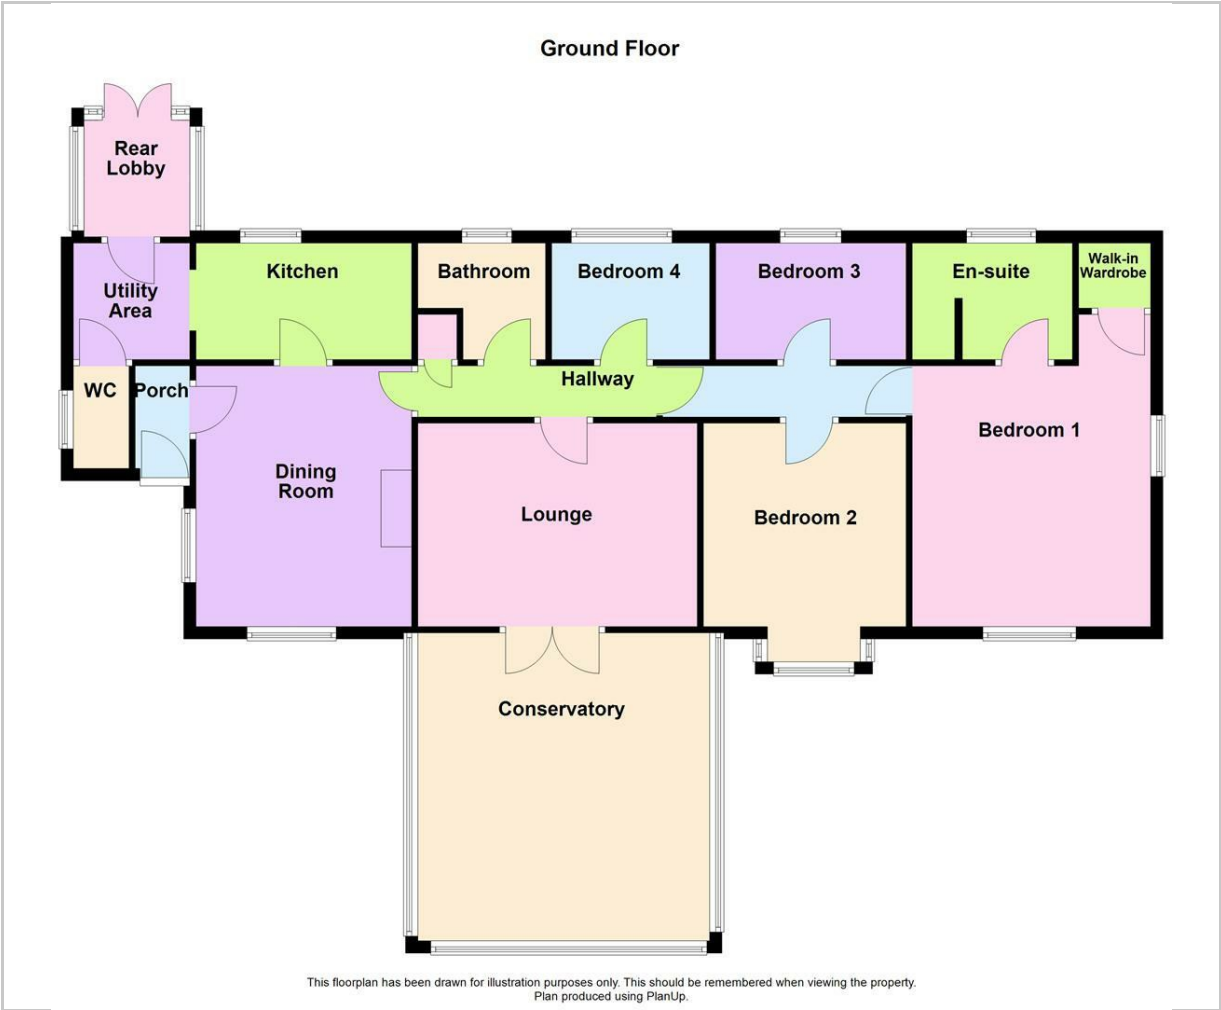 Ground Floor
Rear
Lobby
Kitchen
Bathroom
Bedroom 4
Bedroom 3
En-suite
Walk-in
Wardrobe
Utility
Area
WC
Porch
Hallway
Bedroom 1
Dining
Room
Lounge
Bedroom 2
Conservatory
This floorplan has been drawn for illustration purposes only. This should be remembered when viewing the property.
Plan produced using PlanUp.